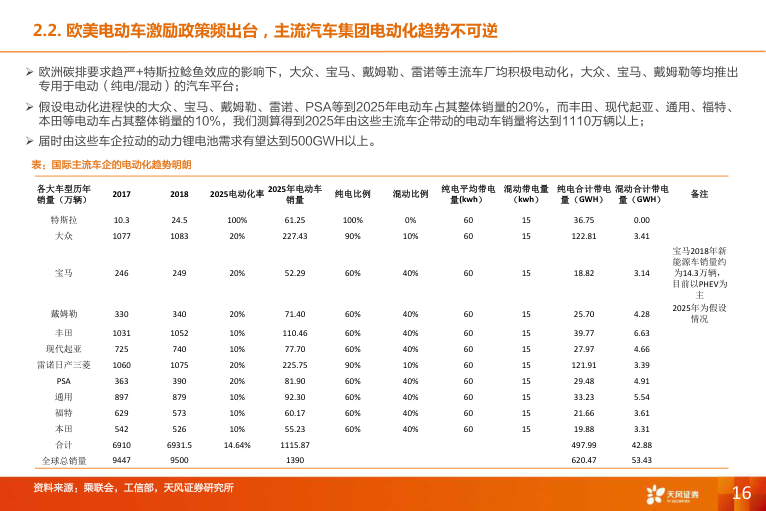 2.2. 欧美电动车激励政策频出台，主流汽车集团电动化趋势不可逆
➢ 欧洲碳排要求趋严+特斯拉鲶鱼效应的影响下，大众、宝马、戴姆勒、雷诺等主流车厂均积极电动化，大众、宝马、戴姆勒等均推出
专用于电动（纯电/混动）的汽车平台；
➢ 假设电动化进程快的大众、宝马、戴姆勒、雷诺、PSA等到2025年电动车占其整体销量的20%，而丰田、现代起亚、通用、福特、
本田等电动车占其整体销量的10%，我们测算得到2025年由这些主流车企带动的电动车销量将达到1110万辆以上；
➢ 届时由这些车企拉动的动力锂电池需求有望达到500GWH以上。
表：国际主流车企的电动化趋势明朗
各大车型历年销量（万辆） 2017 2018 2025电动化率 2025年电动车销量 纯电比例 混动比例 纯电平均带电量(kwh) 混动带电量（kwh） 纯电合计带电量（GWH） 混动合计带电量（GWH） 备注
特斯拉 10.3 24.5 100% 61.25 100% 0% 60 15 36.75 0.00
大众 1077 1083 20% 227.43 90% 10% 60 15 122.81 3.41
宝马 246 249 20% 52.29 60% 40% 60 15 18.82 3.14 宝马2018年新能源车销量约为14.3万辆，目前以PHEV为主
戴姆勒 330 340 20% 71.40 60% 40% 60 15 25.70 4.28 2025年为假设情况
丰田 1031 1052 10% 110.46 60% 40% 60 15 39.77 6.63
现代起亚 725 740 10% 77.70 60% 40% 60 15 27.97 4.66
雷诺日产三菱 1060 1075 20% 225.75 90% 10% 60 15 121.91 3.39
PSA 363 390 20% 81.90 60% 40% 60 15 29.48 4.91
通用 897 879 10% 92.30 60% 40% 60 15 33.23 5.54
福特 629 573 10% 60.17 60% 40% 60 15 21.66 3.61
本田 542 526 10% 55.23 60% 40% 60 15 19.88 3.31
合计 6910 6931.5 14.64% 1115.87 497.99 42.88
全球总销量 9447 9500 1390 620.47 53.43
资料来源：乘联会，工信部，天风证券研究所
天风证券
TF SECURITIES
16